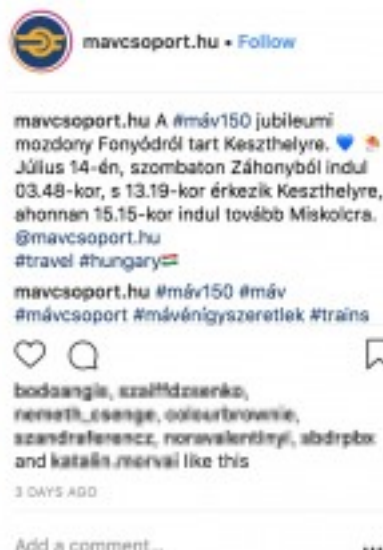 mavcsoport.hu • Follow
mavcsoport.hu A #máv150 jubileumi
mozdony Fonyódról tart Keszthelyre. 💙 ⛱
Július 14-én, szombaton Záhonyból indul
03.48-kor, s 13.19-kor érkezik Keszthelyre,
ahonnan 15.15-kor indul tovább Miskolcra.
@mavcsoport.hu
#travel #hungary🇭🇺
mavcsoport.hu #máv150 #máv
#mávcsoport #mávénígyszeretlek #trains
and like this
3 DAYS AGO
Add a comment...